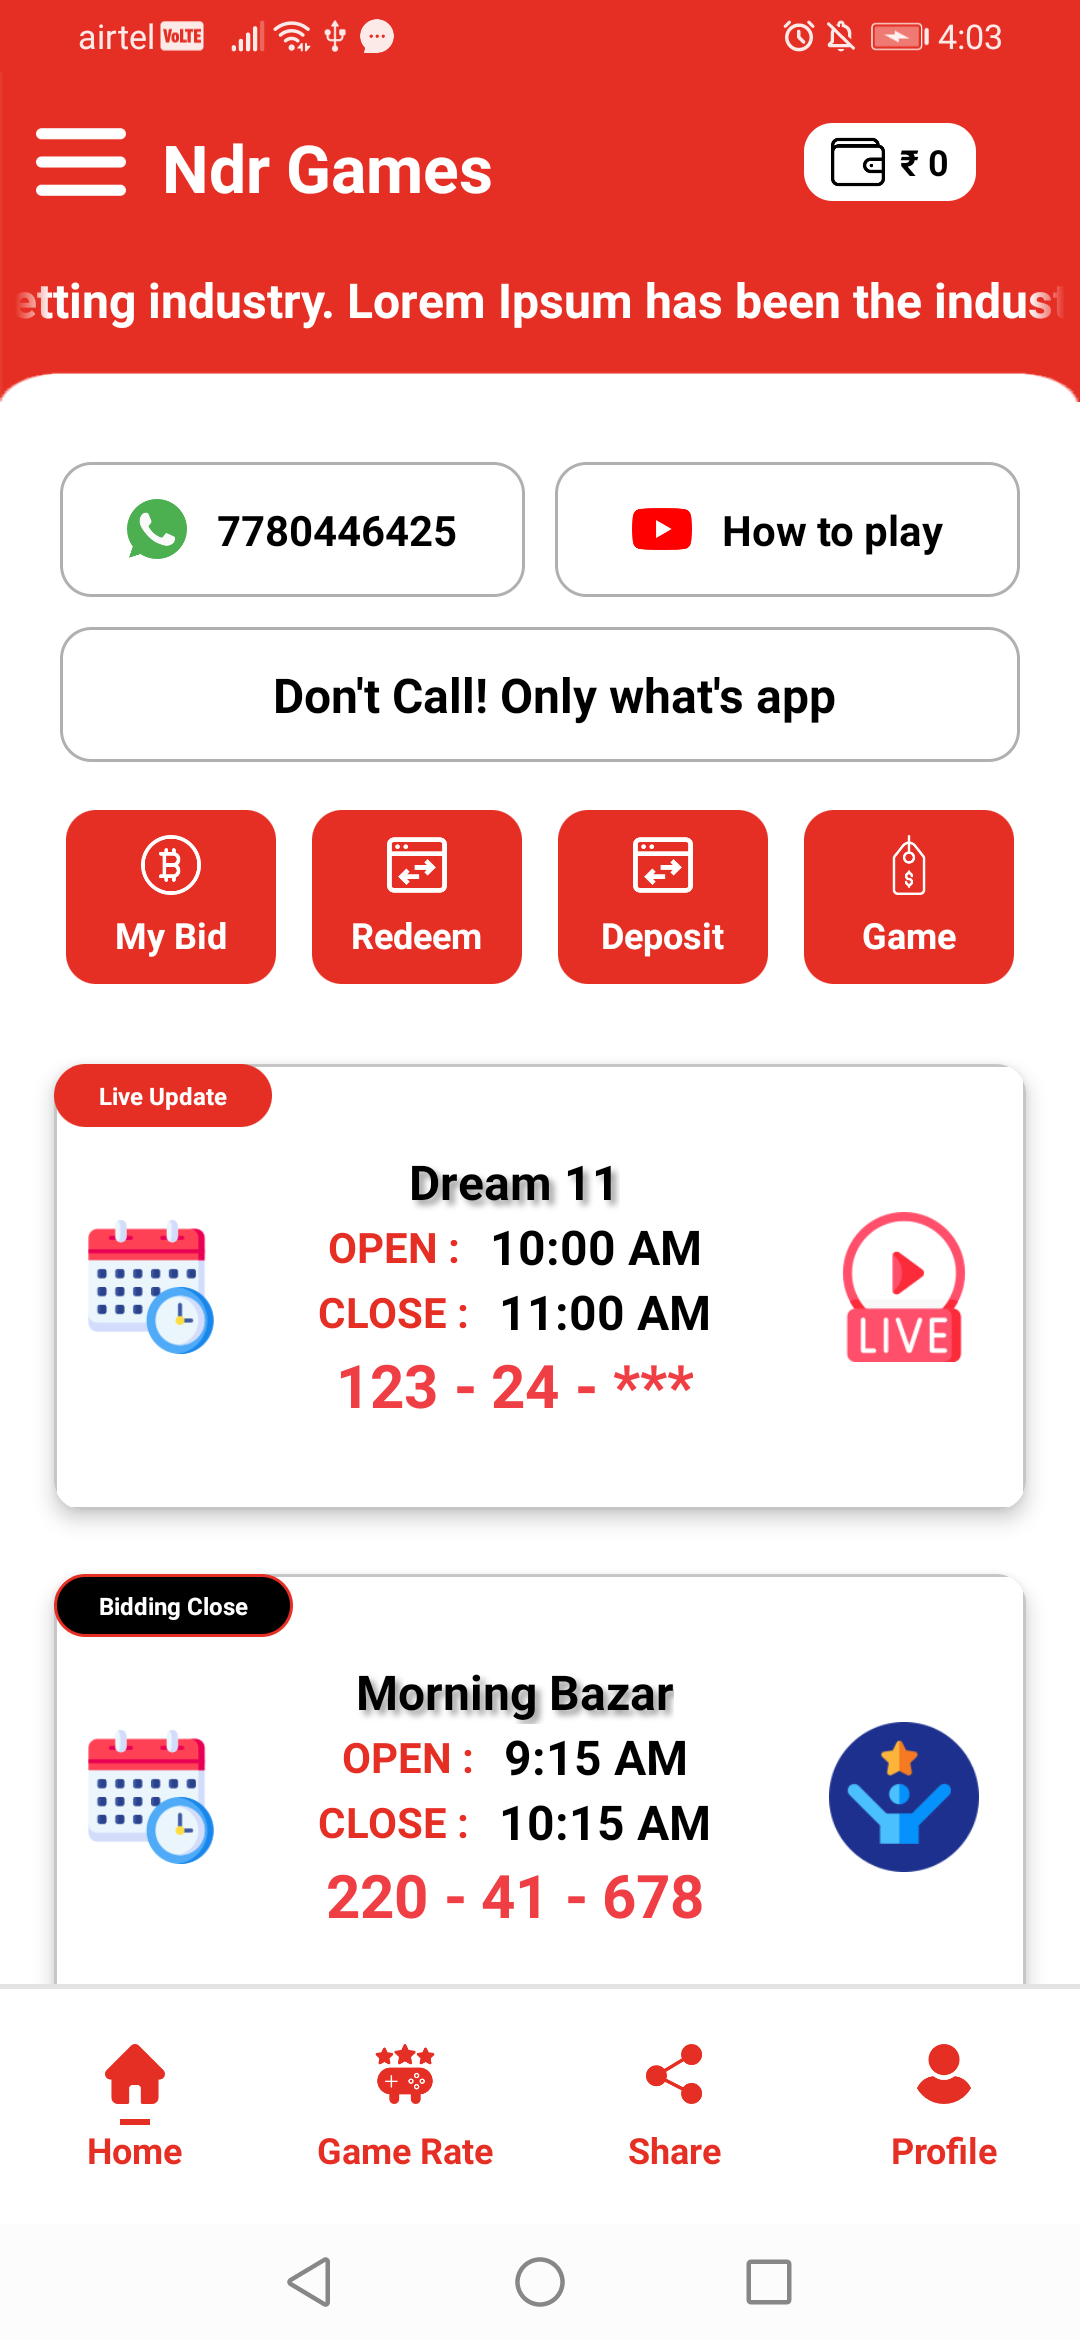 airtel VoLTE 4:03
Ndr Games ₹ 0
etting industry. Lorem Ipsum has been the indust
7780446425 How to play
Don't Call! Only what's app
My Bid Redeem Deposit Game
Live Update
Dream 11
OPEN : 10:00 AM
CLOSE : 11:00 AM
LIVE
123 - 24 - ***
Bidding Close
Morning Bazar
OPEN : 9:15 AM
CLOSE : 10:15 AM
220 - 41 - 678
Home Game Rate Share Profile